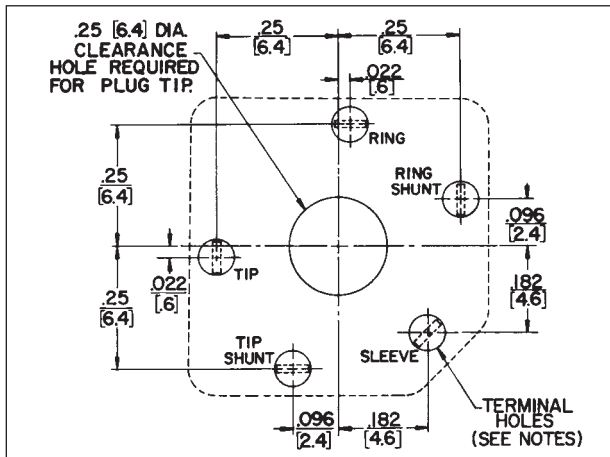 .25 [6.4] DIA.
CLEARANCE
HOLE REQUIRED
FOR PLUG TIP.
.25
[6.4]
.25
[6.4]
.022
[.6]
RING
RING
SHUNT
.25
[6.4]
.096
[2.4]
TIP
.022
[.6]
.182
[4.6]
.25
[6.4]
TIP
SHUNT
SLEEVE
TERMINAL
HOLES
(SEE NOTES)
.096
[2.4]
.182
[4.6]